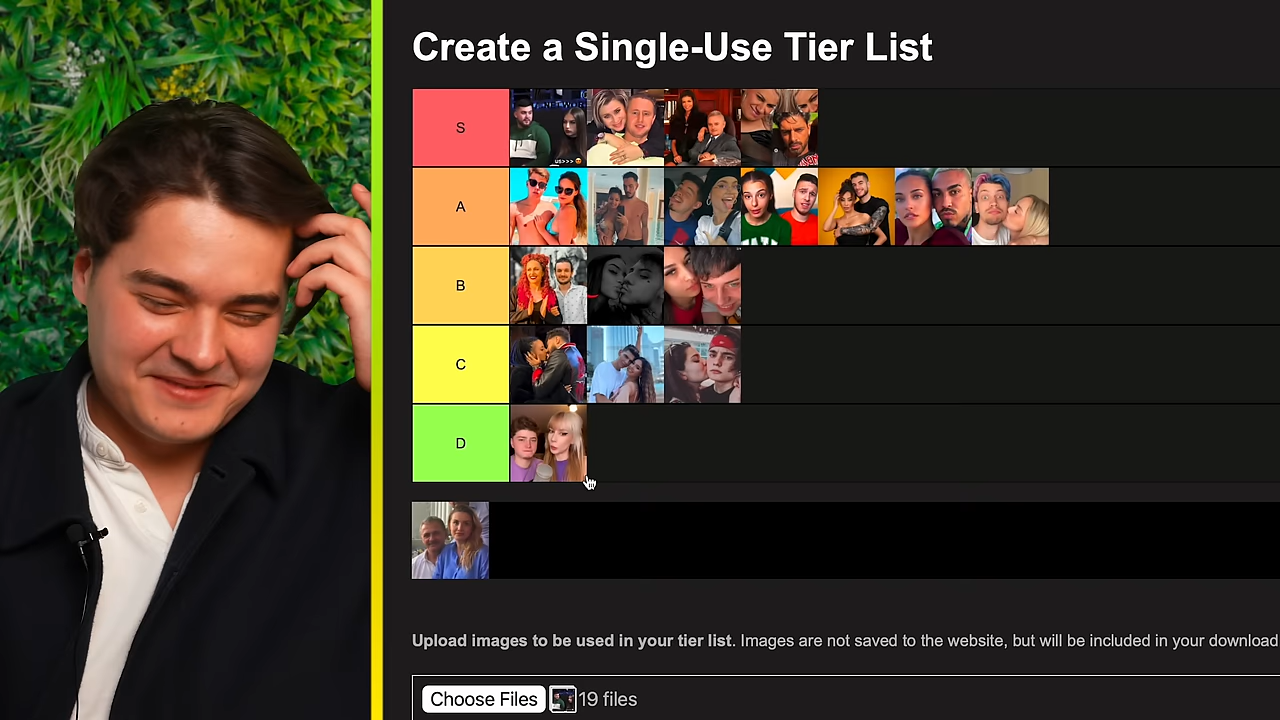 Create a Single-Use Tier List
S
us>>>
A
B
C
D
Upload images to be used in your tier list. Images are not saved to the website, but will be included in your download
Choose Files 19 files